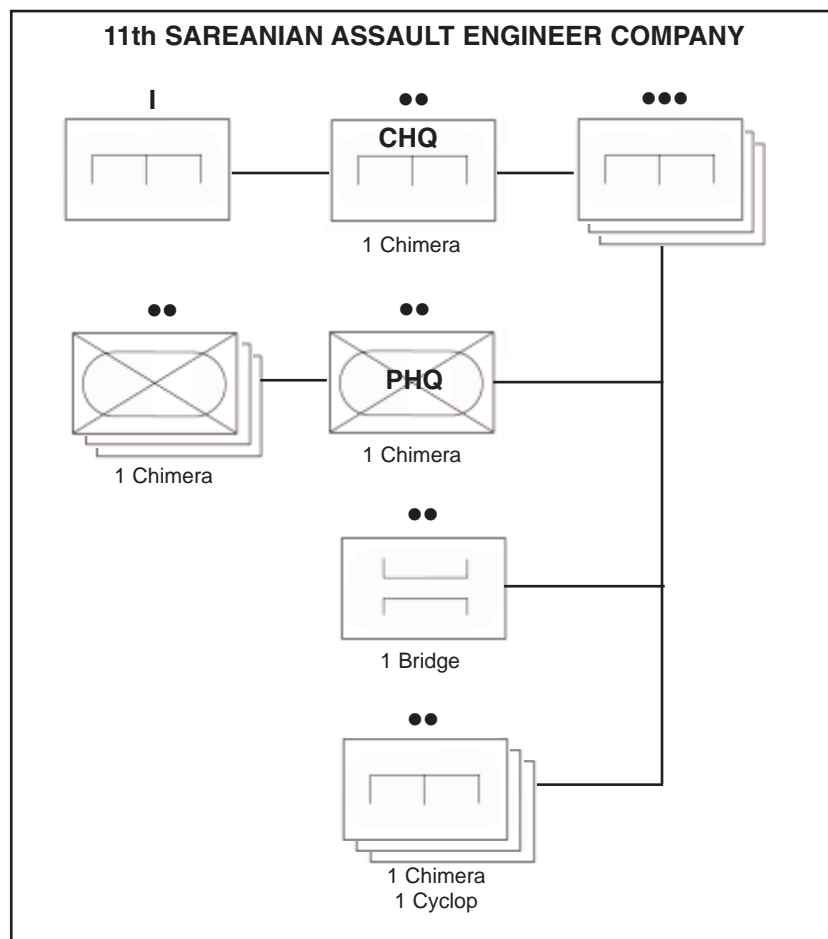 11th SAREANIAN ASSAULT ENGINEER COMPANY
I
CHQ
1 Chimera
PHQ
1 Chimera
1 Chimera
1 Bridge
1 Chimera
1 Cyclop